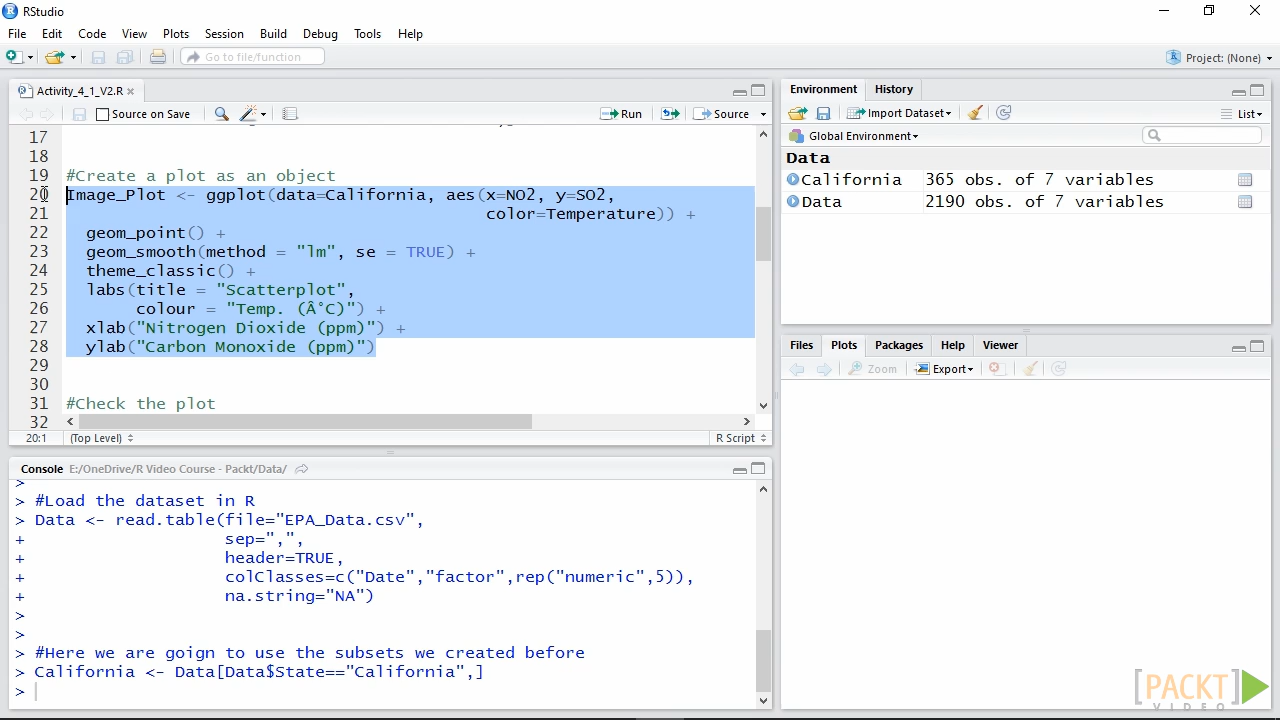 RStudio
File Edit Code View Plots Session Build Debug Tools Help
Go to file/function
Project: (None)
Activity_4_1_V2.R
Source on Save
Run
Source
17
18
19 #Create a plot as an object
20 Image_Plot <- ggplot(data=California, aes(x=NO2, y=SO2,
21 color=Temperature)) +
22 geom_point() +
23 geom_smooth(method = "lm", se = TRUE) +
24 theme_classic() +
25 labs(title = "Scatterplot",
26 colour = "Temp. (Â°C)") +
27 xlab("Nitrogen Dioxide (ppm)") +
28 ylab("Carbon Monoxide (ppm)")
29
30
31 #Check the plot
32
20:1 (Top Level) R Script
Console E:/OneDrive/R Video Course - Packt/Data/
>
> #Load the dataset in R
> Data <- read.table(file="EPA_Data.csv",
+ sep=",",
+ header=TRUE,
+ colClasses=c("Date","factor",rep("numeric",5)),
+ na.string="NA")
>
>
> #Here we are goign to use the subsets we created before
> California <- Data[Data$State=="California",]
>
Environment History
Import Dataset List
Global Environment
Data
California 365 obs. of 7 variables
Data 2190 obs. of 7 variables
Files Plots Packages Help Viewer
Zoom Export
[PACKT]
VIDEO